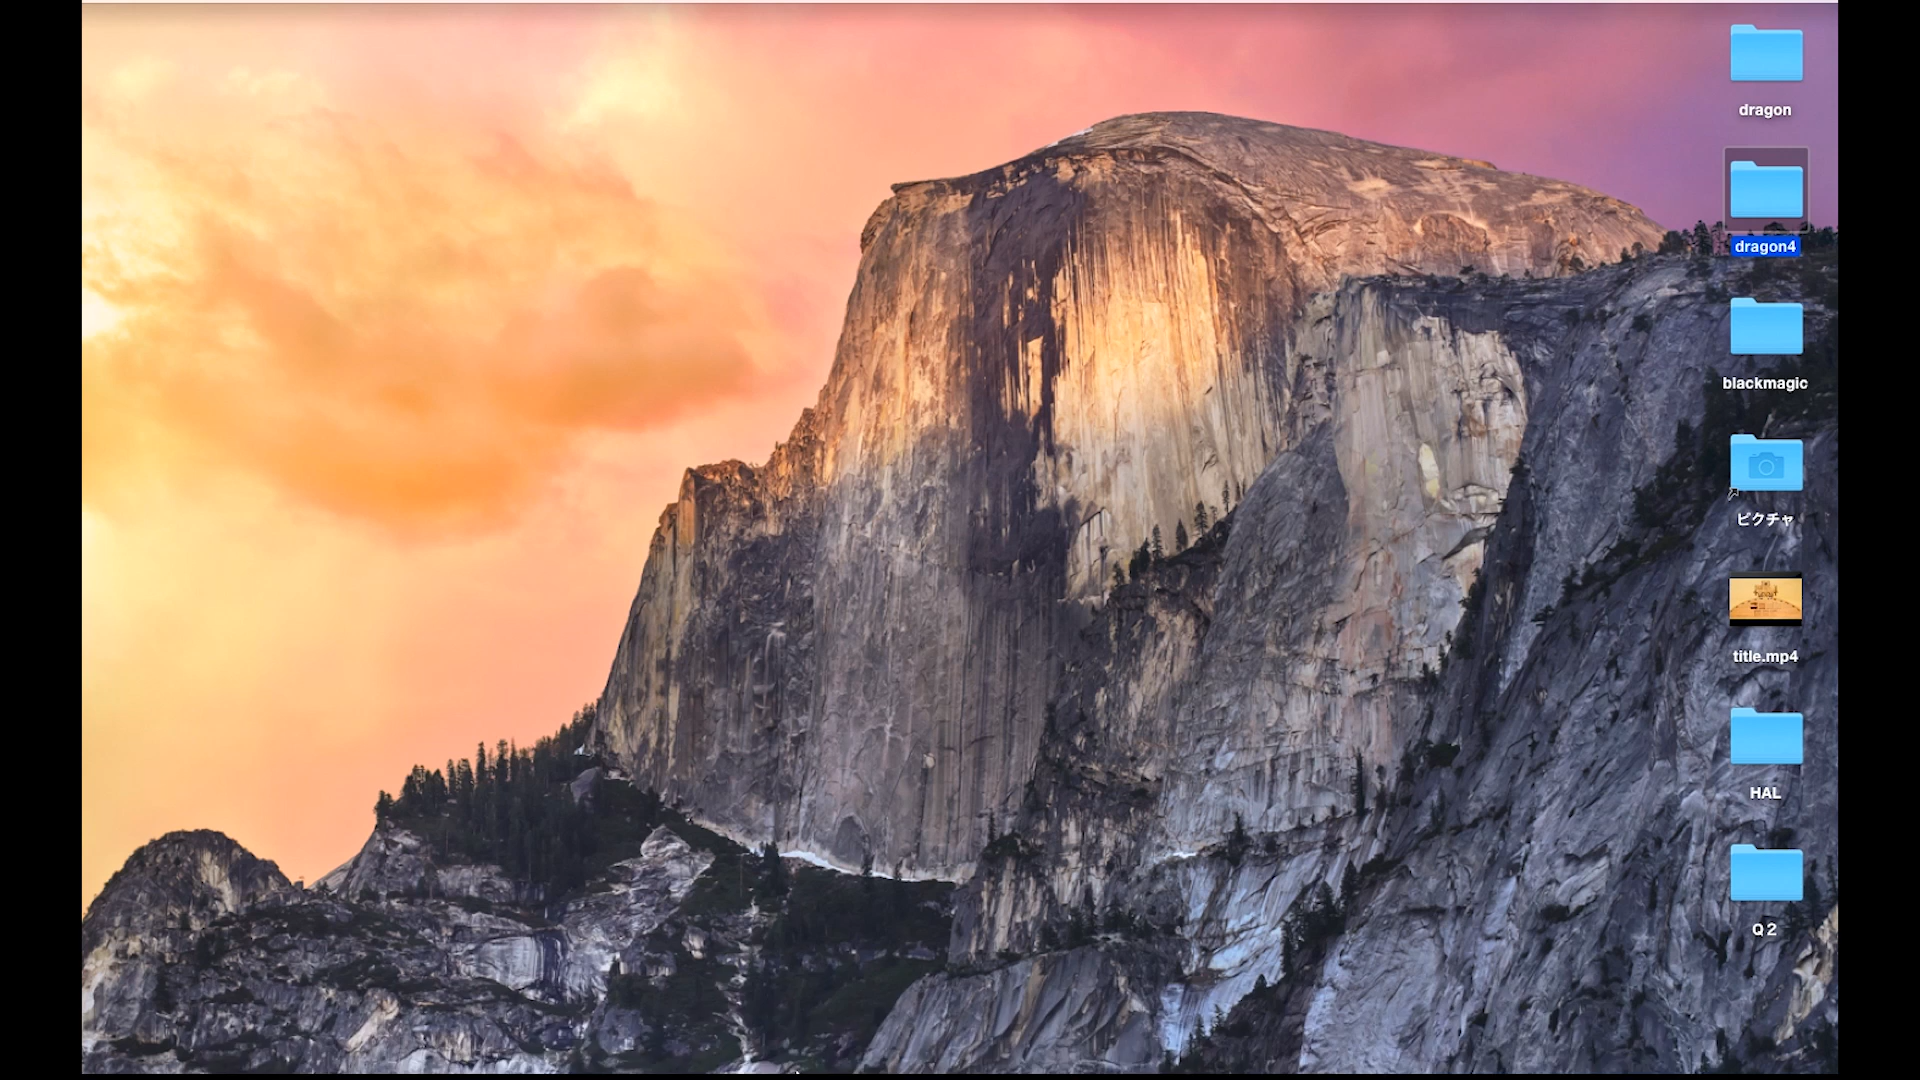 dragon
dragon4
blackmagic
ピクチャ
title.mp4
HAL
Q2